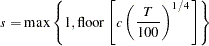 s = max { 1, floor [ c ( T / 100 )^{1/4} ] }